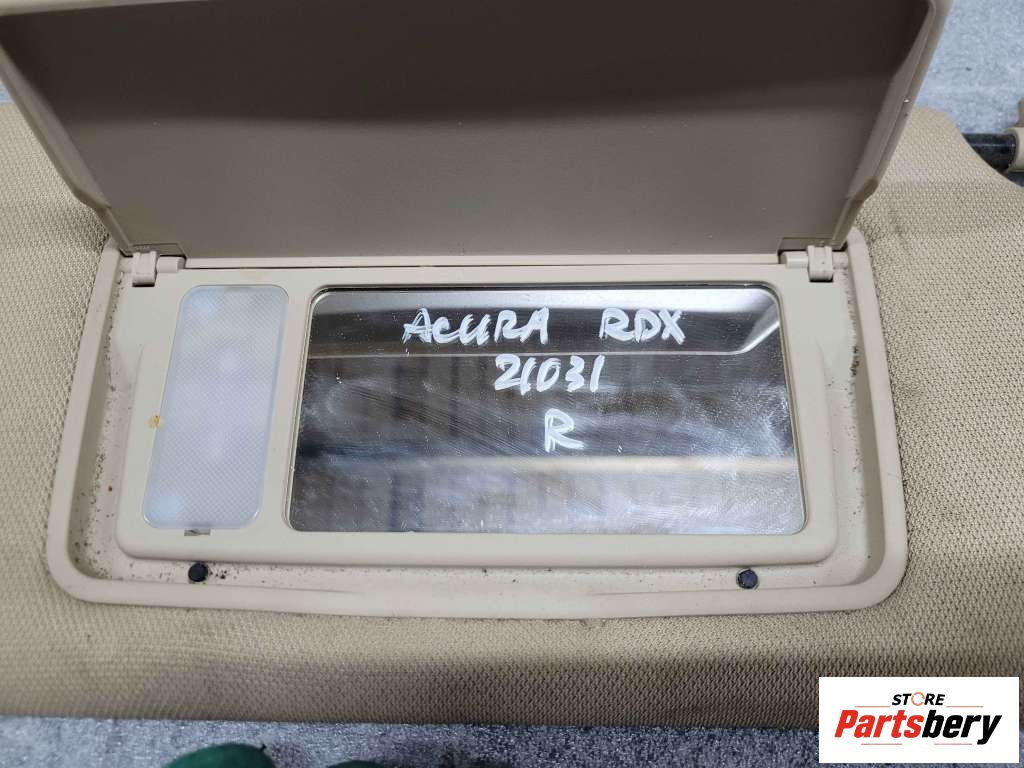 ACURA RDX
21031
R
STORE
Partsbery